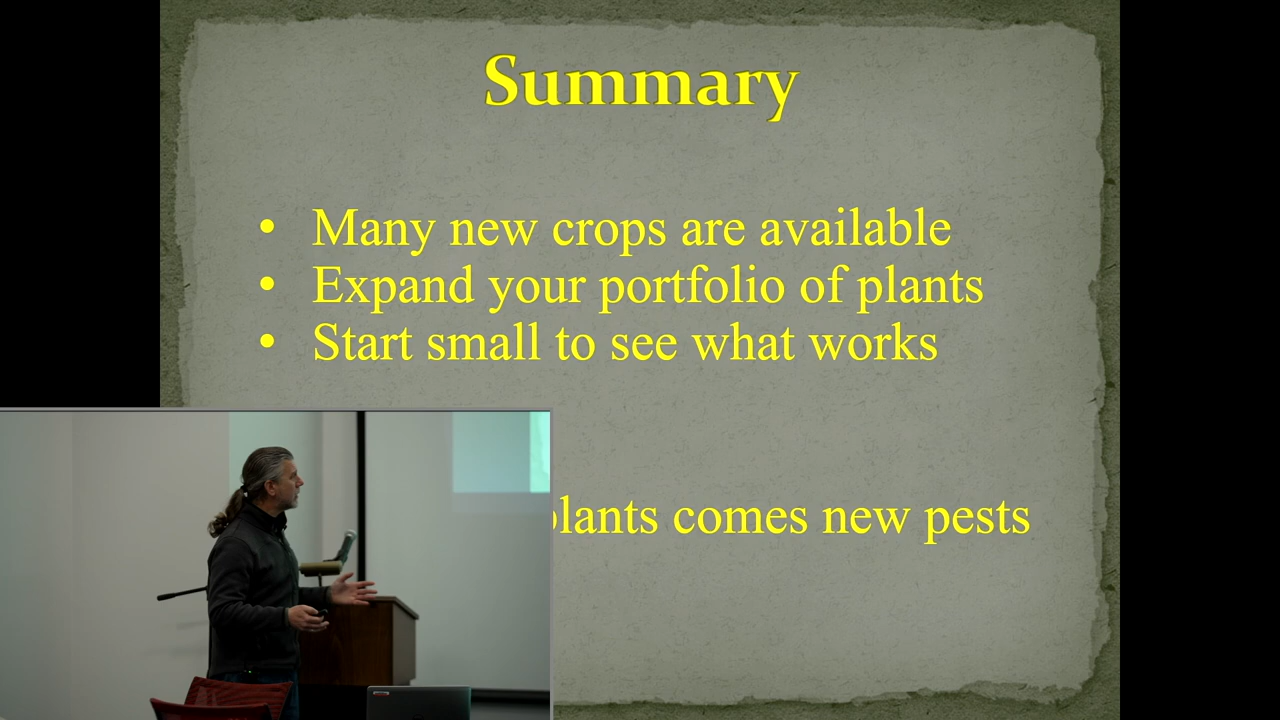 Summary
• Many new crops are available
• Expand your portfolio of plants
• Start small to see what works
comes new pests